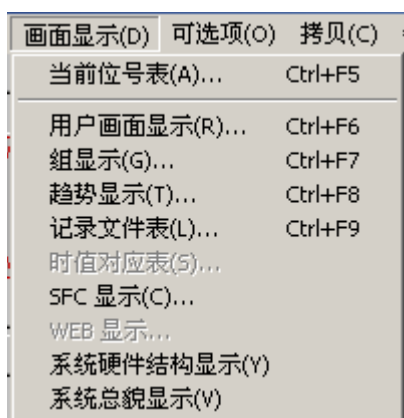 画面显示(D) 可选项(O) 拷贝(C)
当前位号表(A)... Ctrl+F5
用户画面显示(R)... Ctrl+F6
组显示(G)... Ctrl+F7
趋势显示(T)... Ctrl+F8
记录文件表(L)... Ctrl+F9
时值对应表(S)...
SFC 显示(C)...
WEB 显示...
系统硬件结构显示(Y)
系统总貌显示(V)